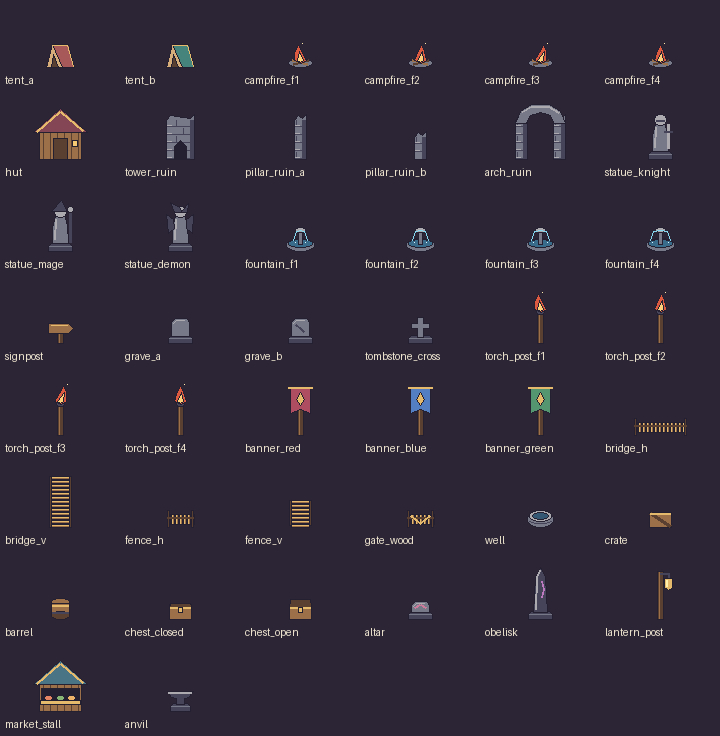 tent_a tent_b campfire_f1 campfire_f2 campfire_f3 campfire_f4
hut tower_ruin pillar_ruin_a pillar_ruin_b arch_ruin statue_knight
statue_mage statue_demon fountain_f1 fountain_f2 fountain_f3 fountain_f4
signpost grave_a grave_b tombstone_cross torch_post_f1 torch_post_f2
torch_post_f3 torch_post_f4 banner_red banner_blue banner_green bridge_h
bridge_v fence_h fence_v gate_wood well crate
barrel chest_closed chest_open altar obelisk lantern_post
market_stall anvil